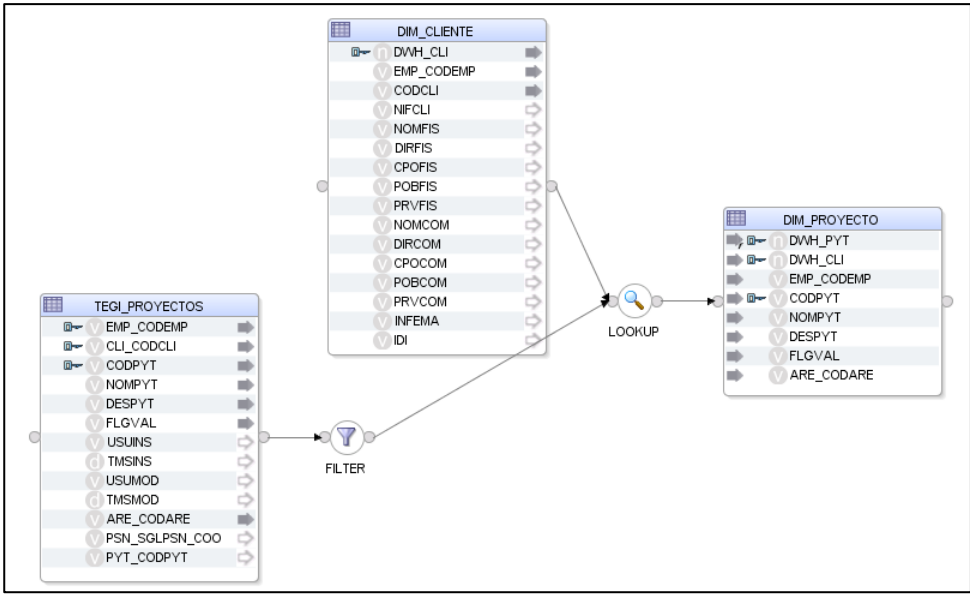 DIM_CLIENTE
n DWH_CLI
V EMP_CODEMP
V CODCLI
V NIFCLI
V NOMFIS
V DIRFIS
V CPOFIS
V POBFIS
V PRVFIS
V NOMCOM
V DIRCOM
V CPOCOM
V POBCOM
V PRVCOM
V INFEMA
V IDI
TEGI_PROYECTOS
V EMP_CODEMP
V CLI_CODCLI
V CODPYT
V NOMPYT
V DESPYT
V FLGVAL
V USUINS
d TMSINS
V USUMOD
d TMSMOD
V ARE_CODARE
V PSN_SGLPSN_COO
V PYT_CODPYT
FILTER
LOOKUP
DIM_PROYECTO
n DWH_PYT
n DWH_CLI
V EMP_CODEMP
V CODPYT
V NOMPYT
V DESPYT
V FLGVAL
V ARE_CODARE